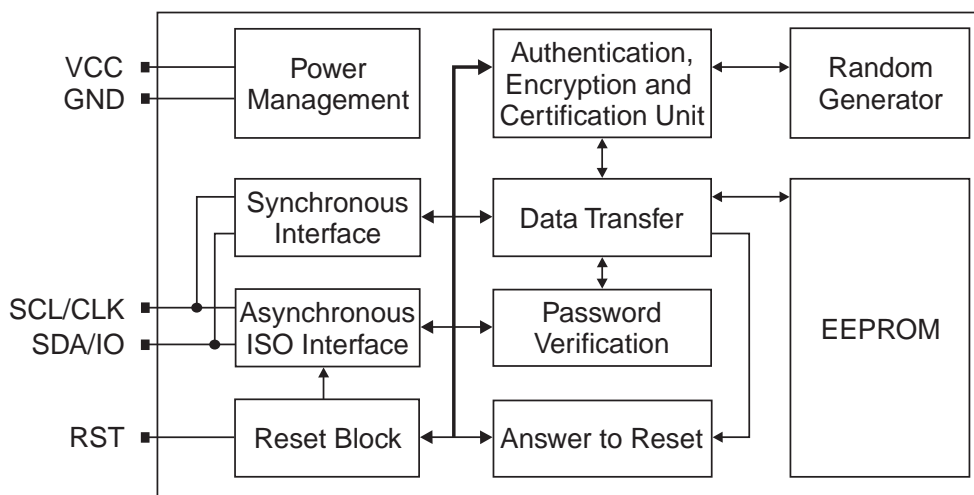 VCC
GND
Power
Management
Authentication,
Encryption and
Certification Unit
Random
Generator
Synchronous
Interface
Data Transfer
SCL/CLK
SDA/IO
Asynchronous
ISO Interface
Password
Verification
EEPROM
RST
Reset Block
Answer to Reset